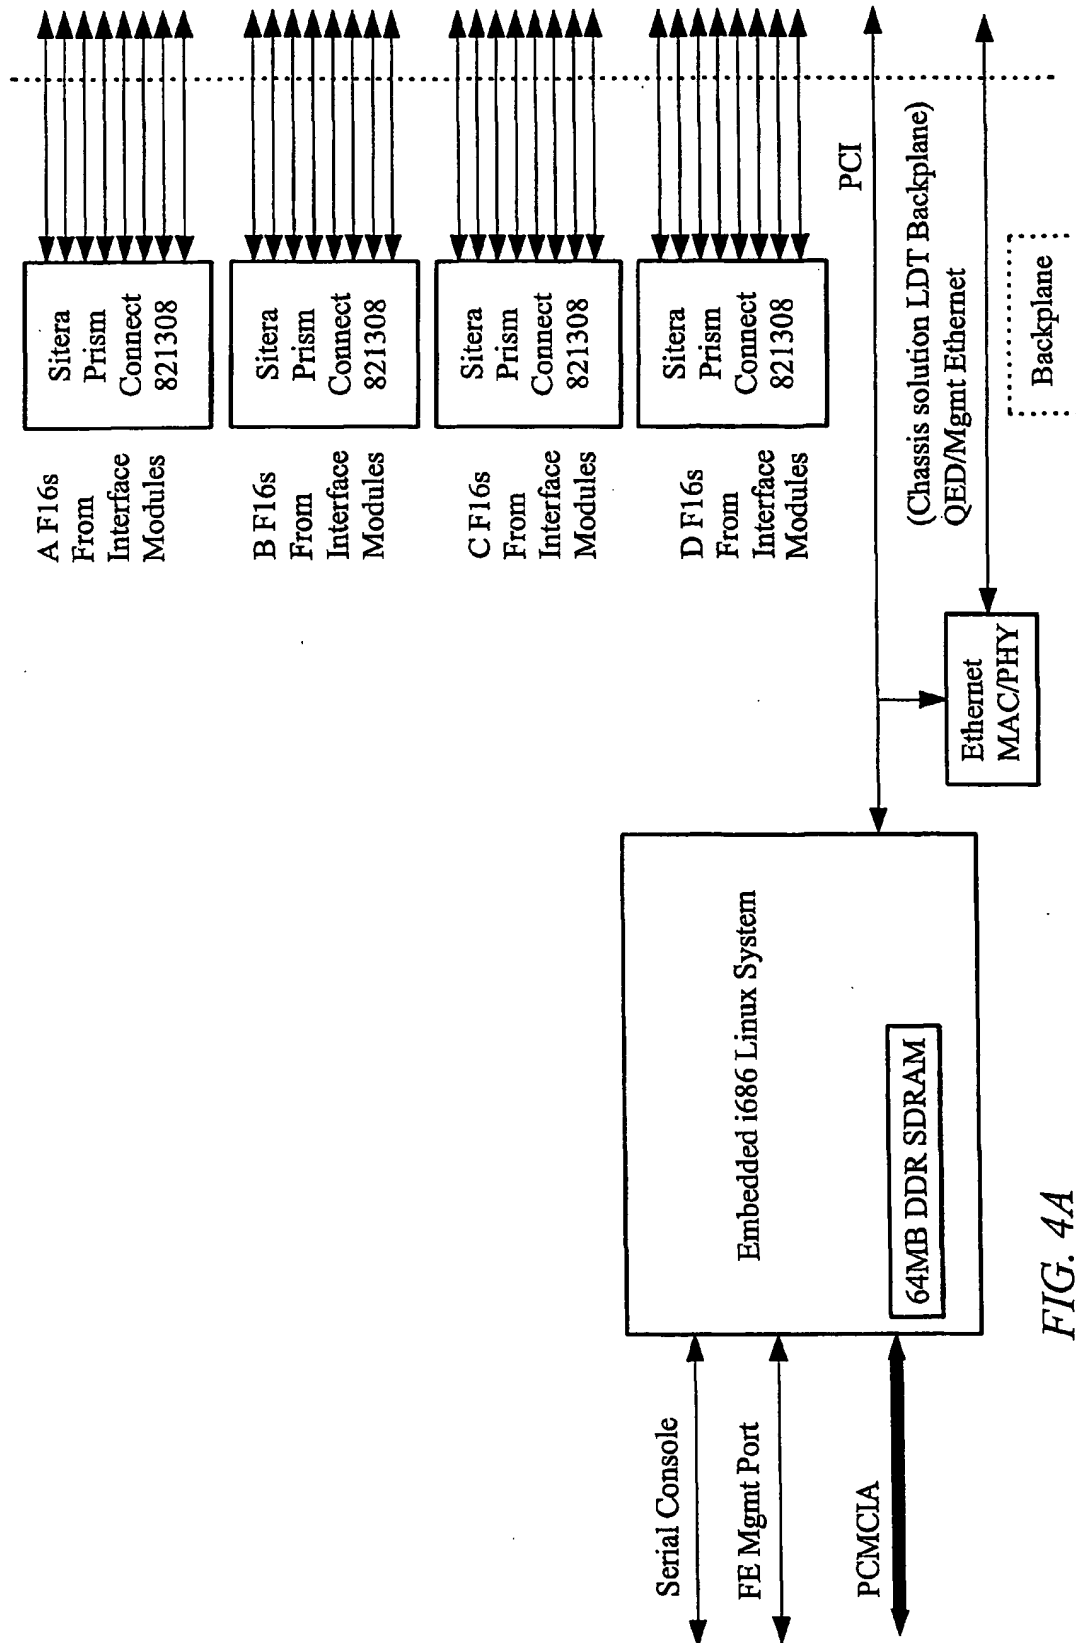 A F16s
From
Interface
Modules
Sitera
Prism
Connect
821308
B F16s
From
Interface
Modules
Sitera
Prism
Connect
821308
C F16s
From
Interface
Modules
Sitera
Prism
Connect
821308
D F16s
From
Interface
Modules
Sitera
Prism
Connect
821308
Serial Console
FE Mgmt Port
PCMCIA
Embedded i686 Linux System
64MB DDR SDRAM
PCI
(Chassis solution LDT Backplane)
QED/Mgmt Ethernet
Ethernet
MAC/PHY
Backplane
FIG. 4A